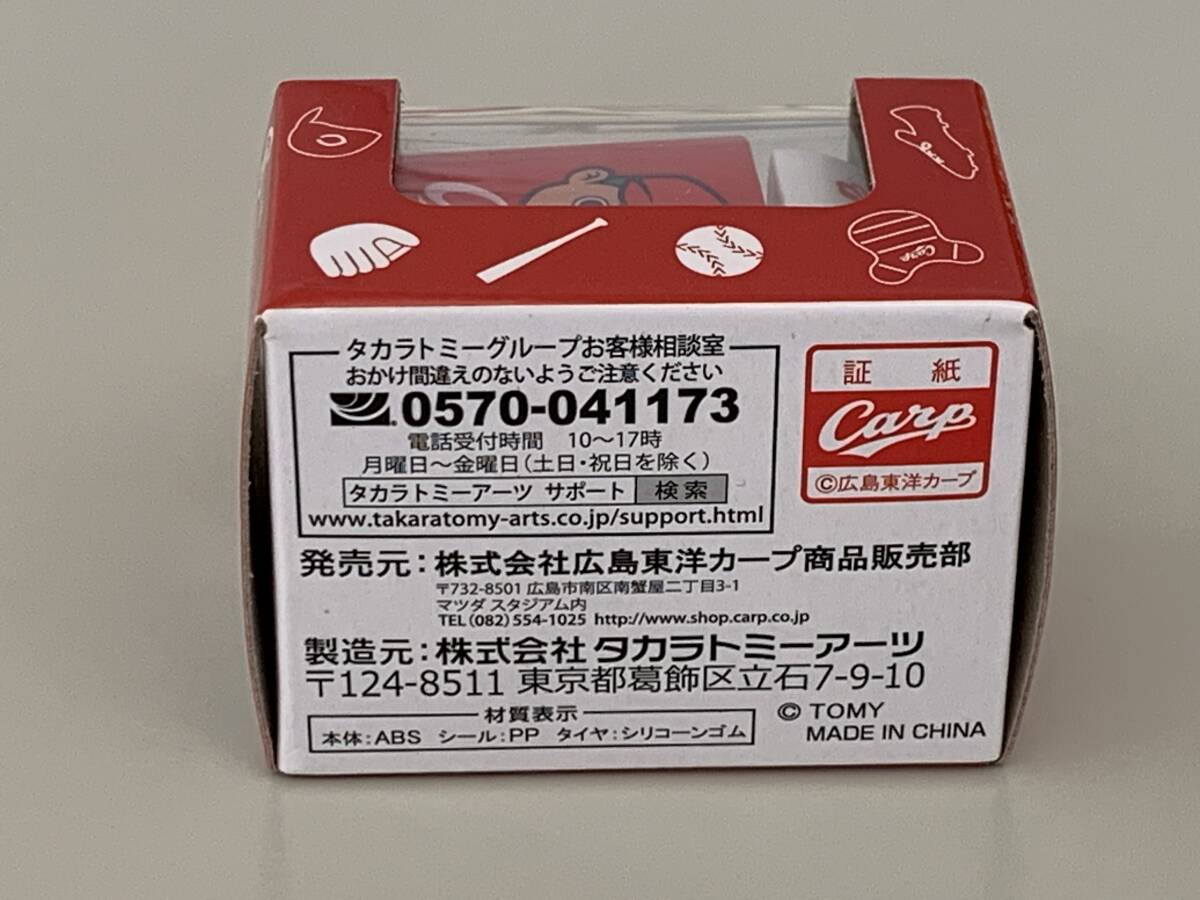 Carp
タカラトミーグループお客様相談室
おかけ間違えのないようご注意ください
0570-041173
電話受付時間 10～17時
月曜日～金曜日(土日・祝日を除く)
タカラトミーアーツ サポート 検索
www.takaratomy-arts.co.jp/support.html
証 紙
Carp
©広島東洋カープ
発売元:株式会社広島東洋カープ商品販売部
〒732-8501 広島市南区南蟹屋二丁目3-1
マツダ スタジアム内
TEL(082)554-1025 http://www.shop.carp.co.jp
製造元:株式会社 タカラトミーアーツ
〒124-8511 東京都葛飾区立石7-9-10
材質表示
本体:ABS シール:PP タイヤ:シリコーンゴム
© TOMY
MADE IN CHINA